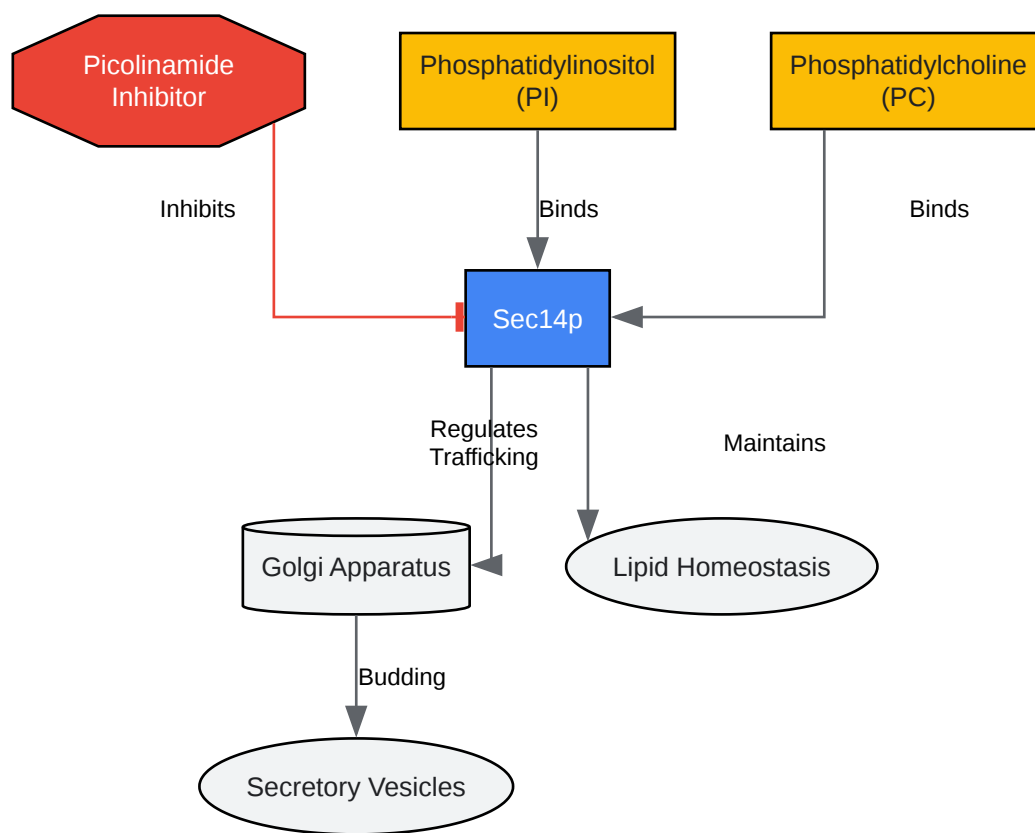 Picolinamide
Inhibitor
Phosphatidylinositol
(PI)
Phosphatidylcholine
(PC)
Inhibits
Binds
Binds
Sec14p
Regulates
Trafficking
Maintains
Golgi Apparatus
Lipid Homeostasis
Budding
Secretory Vesicles